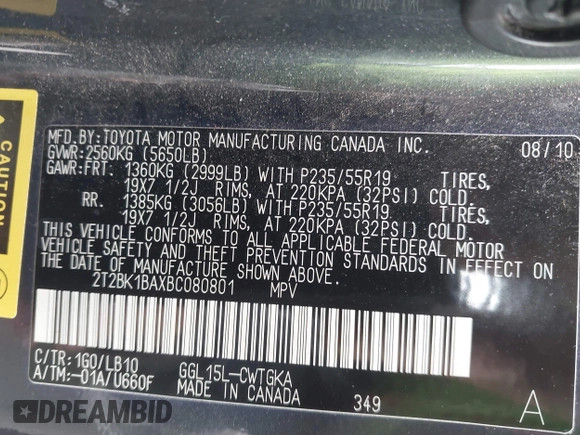 CAUTION
MFD.BY:TOYOTA MOTOR MANUFACTURING CANADA INC. 08/10
GVWR:2560KG (5650LB)
GAWR:FRT. 1360KG (2999LB) WITH P235/55R19 TIRES,
19X7 1/2J RIMS, AT 220KPA (32PSI) COLD.
RR. 1385KG (3056LB) WITH P235/55R19 TIRES,
19X7 1/2J RIMS, AT 220KPA (32PSI) COLD.
THIS VEHICLE CONFORMS TO ALL APPLICABLE FEDERAL MOTOR
VEHICLE SAFETY AND THEFT PREVENTION STANDARDS IN EFFECT ON
THE DATE OF MANUFACTURE SHOWN ABOVE.
2T2BK1BAXBC080801 MPV
C/TR:1G0/LB10 GGL15L-CWTGKA
A/TM:-01A/U660F MADE IN CANADA 349 A
DREAMBID